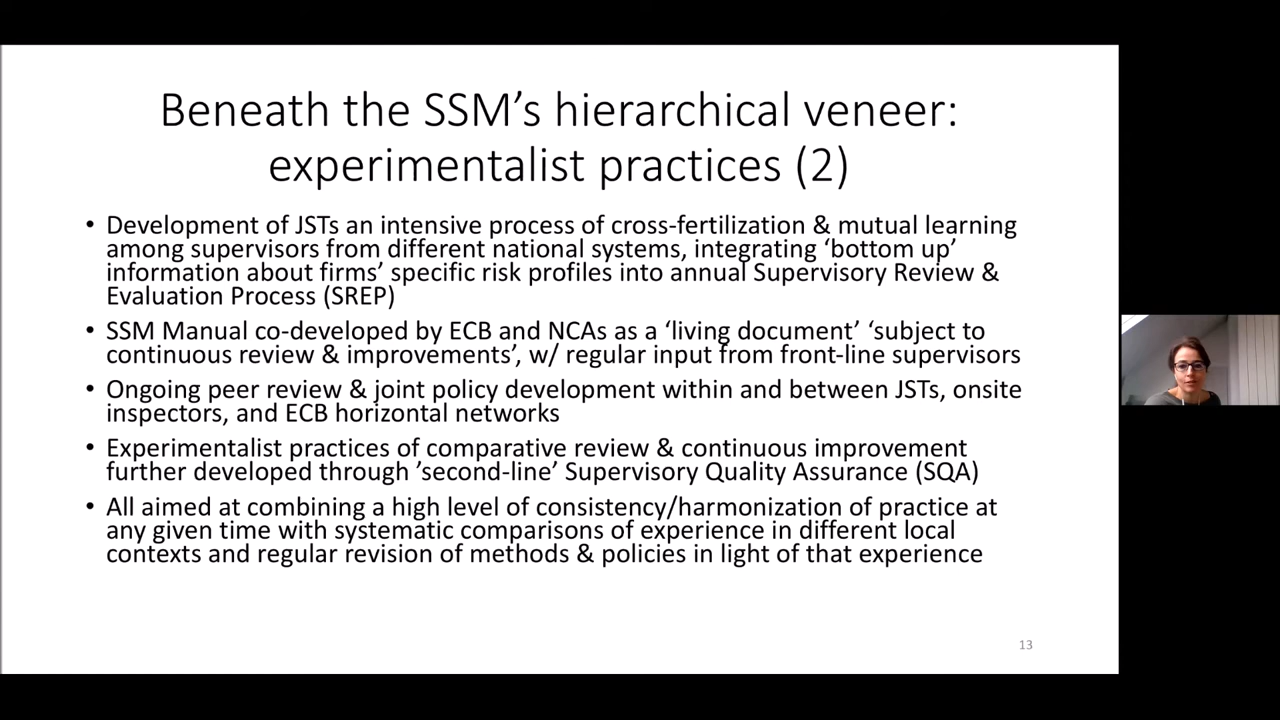 Beneath the SSM's hierarchical veneer:
experimentalist practices (2)
• Development of JSTs an intensive process of cross-fertilization & mutual learning
among supervisors from different national systems, integrating ‘bottom up’
information about firms’ specific risk profiles into annual Supervisory Review &
Evaluation Process (SREP)
• SSM Manual co-developed by ECB and NCAs as a ‘living document’ ‘subject to
continuous review & improvements’, w/ regular input from front-line supervisors
• Ongoing peer review & joint policy development within and between JSTs, onsite
inspectors, and ECB horizontal networks
• Experimentalist practices of comparative review & continuous improvement
further developed through ’second-line’ Supervisory Quality Assurance (SQA)
• All aimed at combining a high level of consistency/harmonization of practice at
any given time with systematic comparisons of experience in different local
contexts and regular revision of methods & policies in light of that experience
13